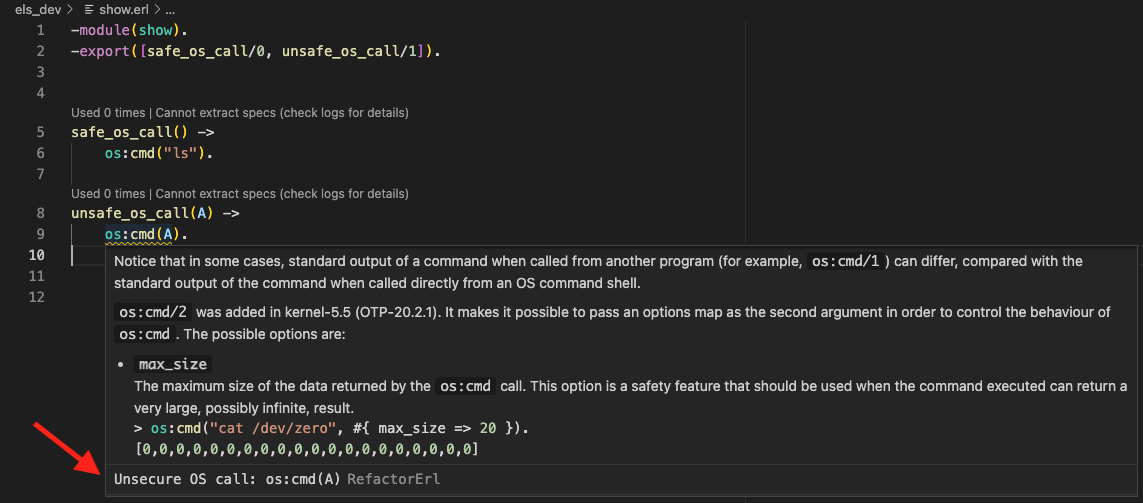 els_dev > show.erl > ...
1 -module(show).
2 -export([safe_os_call/0, unsafe_os_call/1]).
3
4
Used 0 times | Cannot extract specs (check logs for details)
5 safe_os_call() ->
6 os:cmd("ls").
7
Used 0 times | Cannot extract specs (check logs for details)
8 unsafe_os_call(A) ->
9 os:cmd(A).
10
Notice that in some cases, standard output of a command when called from another program (for example, os:cmd/1 ) can differ, compared with the
11
standard output of the command when called directly from an OS command shell.
12
os:cmd/2 was added in kernel-5.5 (OTP-20.2.1). It makes it possible to pass an options map as the second argument in order to control the behaviour of
os:cmd . The possible options are:
• max_size
The maximum size of the data returned by the os:cmd call. This option is a safety feature that should be used when the command executed can return a
very large, possibly infinite, result.
> os:cmd("cat /dev/zero", #{ max_size => 20 }).
[0,0,0,0,0,0,0,0,0,0,0,0,0,0,0,0,0,0,0,0]
Unsecure OS call: os:cmd(A) RefactorErl